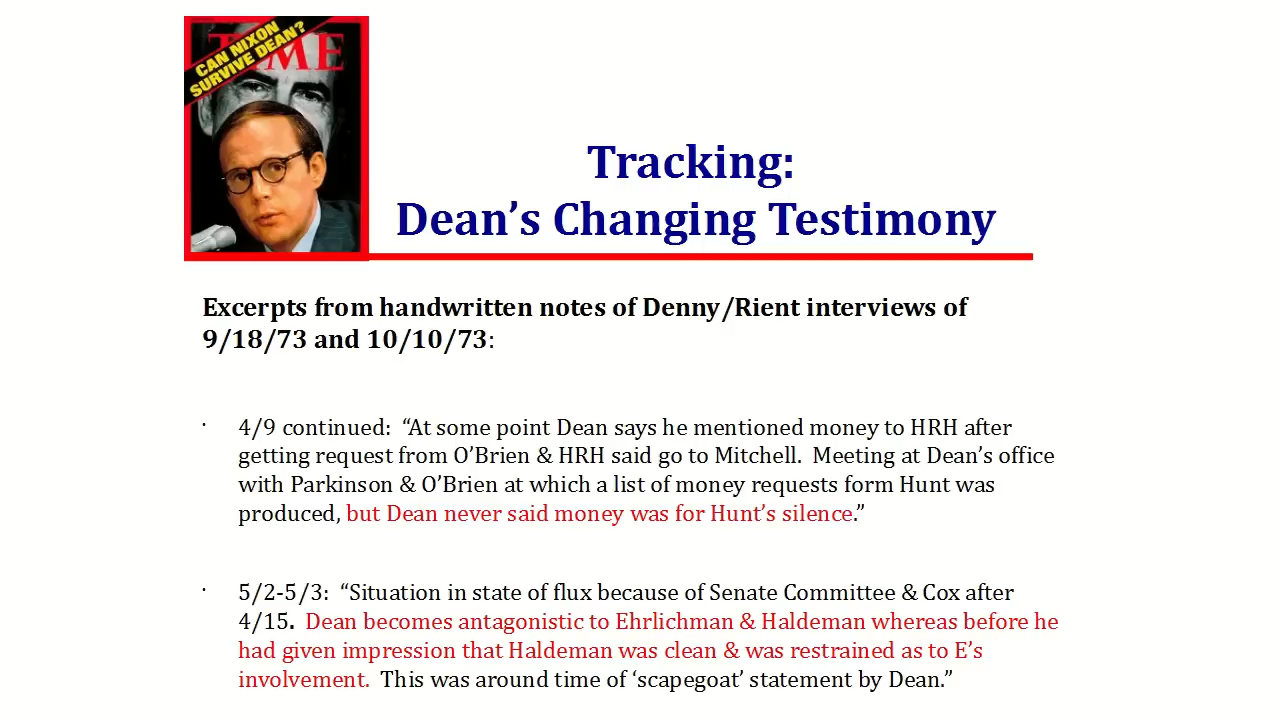 CAN NIXON
SURVIVE DEAN?
TIME
Tracking:
Dean’s Changing Testimony
Excerpts from handwritten notes of Denny/Rient interviews of
9/18/73 and 10/10/73:
· 4/9 continued:  “At some point Dean says he mentioned money to HRH after
getting request from O’Brien & HRH said go to Mitchell.  Meeting at Dean’s office
with Parkinson & O’Brien at which a list of money requests form Hunt was
produced, but Dean never said money was for Hunt’s silence.”
· 5/2-5/3:  “Situation in state of flux because of Senate Committee & Cox after
4/15.  Dean becomes antagonistic to Ehrlichman & Haldeman whereas before he
had given impression that Haldeman was clean & was restrained as to E’s
involvement.  This was around time of ‘scapegoat’ statement by Dean.”